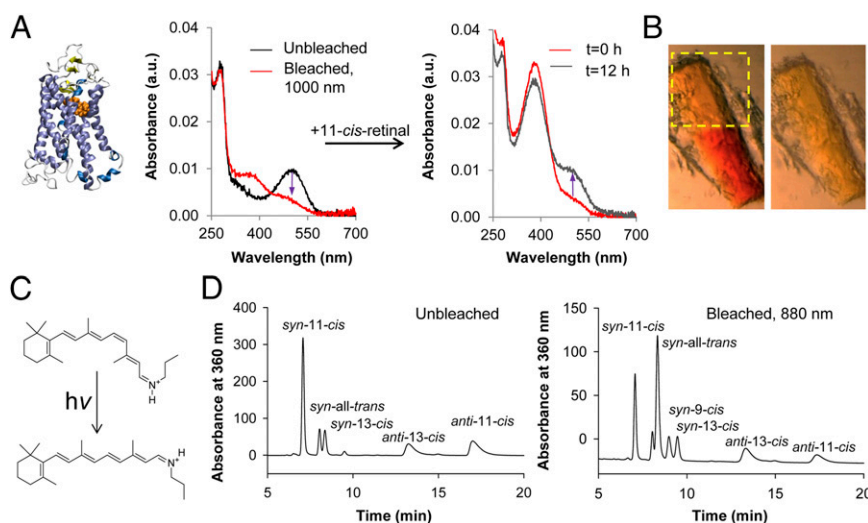 A
Absorbance (a.u.)
0.04
0.03
0.02
0.01
0.00
250
400
550
700
Wavelength (nm)
Unbleached
Bleached,
1000 nm
+11-cis-retinal
Absorbance (a.u.)
0.04
0.03
0.02
0.01
0.00
250
400
550
700
Wavelength (nm)
t=0 h
t=12 h
B
C
N+
H
hv
H
N+
D
Absorbance at 360 nm
400
300
200
100
0
5
10
15
20
Time (min)
Unbleached
syn-11-cis
syn-all-trans
syn-13-cis
anti-13-cis
anti-11-cis
Absorbance at 360 nm
150
100
50
0
5
10
15
20
Time (min)
Bleached, 880 nm
syn-11-cis
syn-all-trans
syn-9-cis
syn-13-cis
anti-13-cis
anti-11-cis